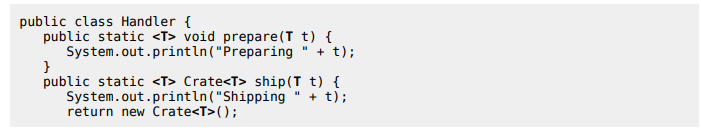 public class Handler {
   public static <T> void prepare(T t) {
      System.out.println("Preparing " + t);
   }
   public static <T> Crate<T> ship(T t) {
      System.out.println("Shipping " + t);
      return new Crate<T>();